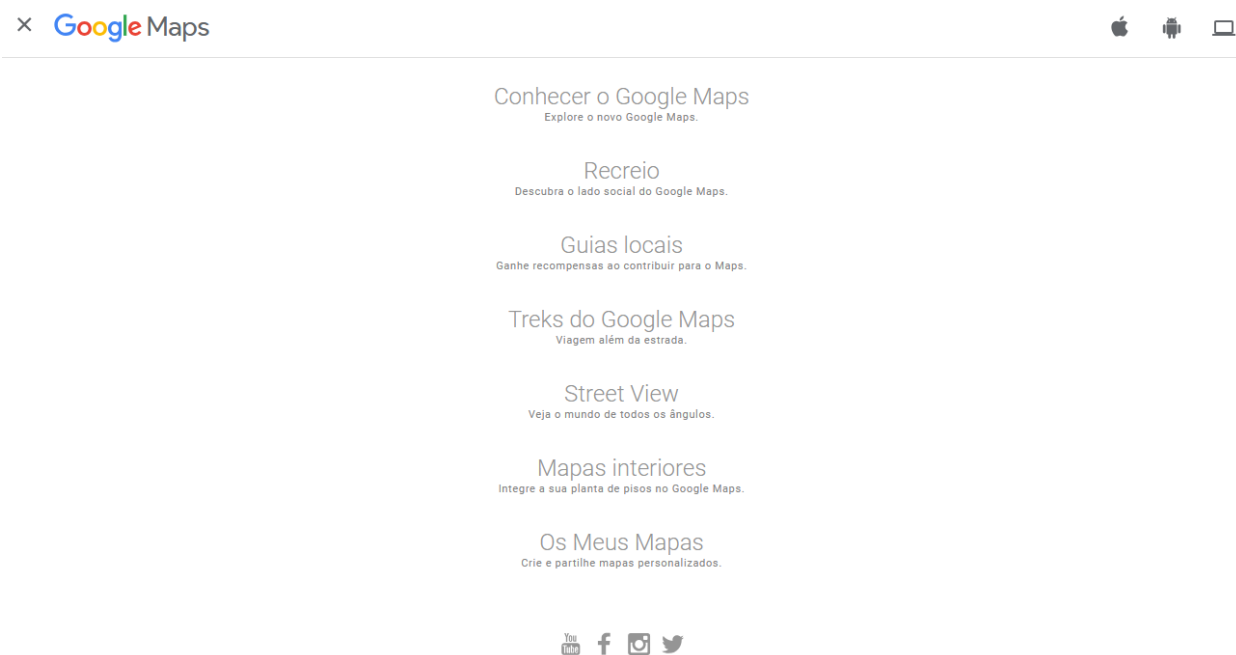 Google Maps
Conhecer o Google Maps
Explore o novo Google Maps.
Recreio
Descubra o lado social do Google Maps.
Guias locais
Ganhe recompensas ao contribuir para o Maps.
Treks do Google Maps
Viagem além da estrada.
Street View
Veja o mundo de todos os ângulos.
Mapas interiores
Integre a sua planta de pisos no Google Maps.
Os Meus Mapas
Crie e partilhe mapas personalizados.
You
Tube